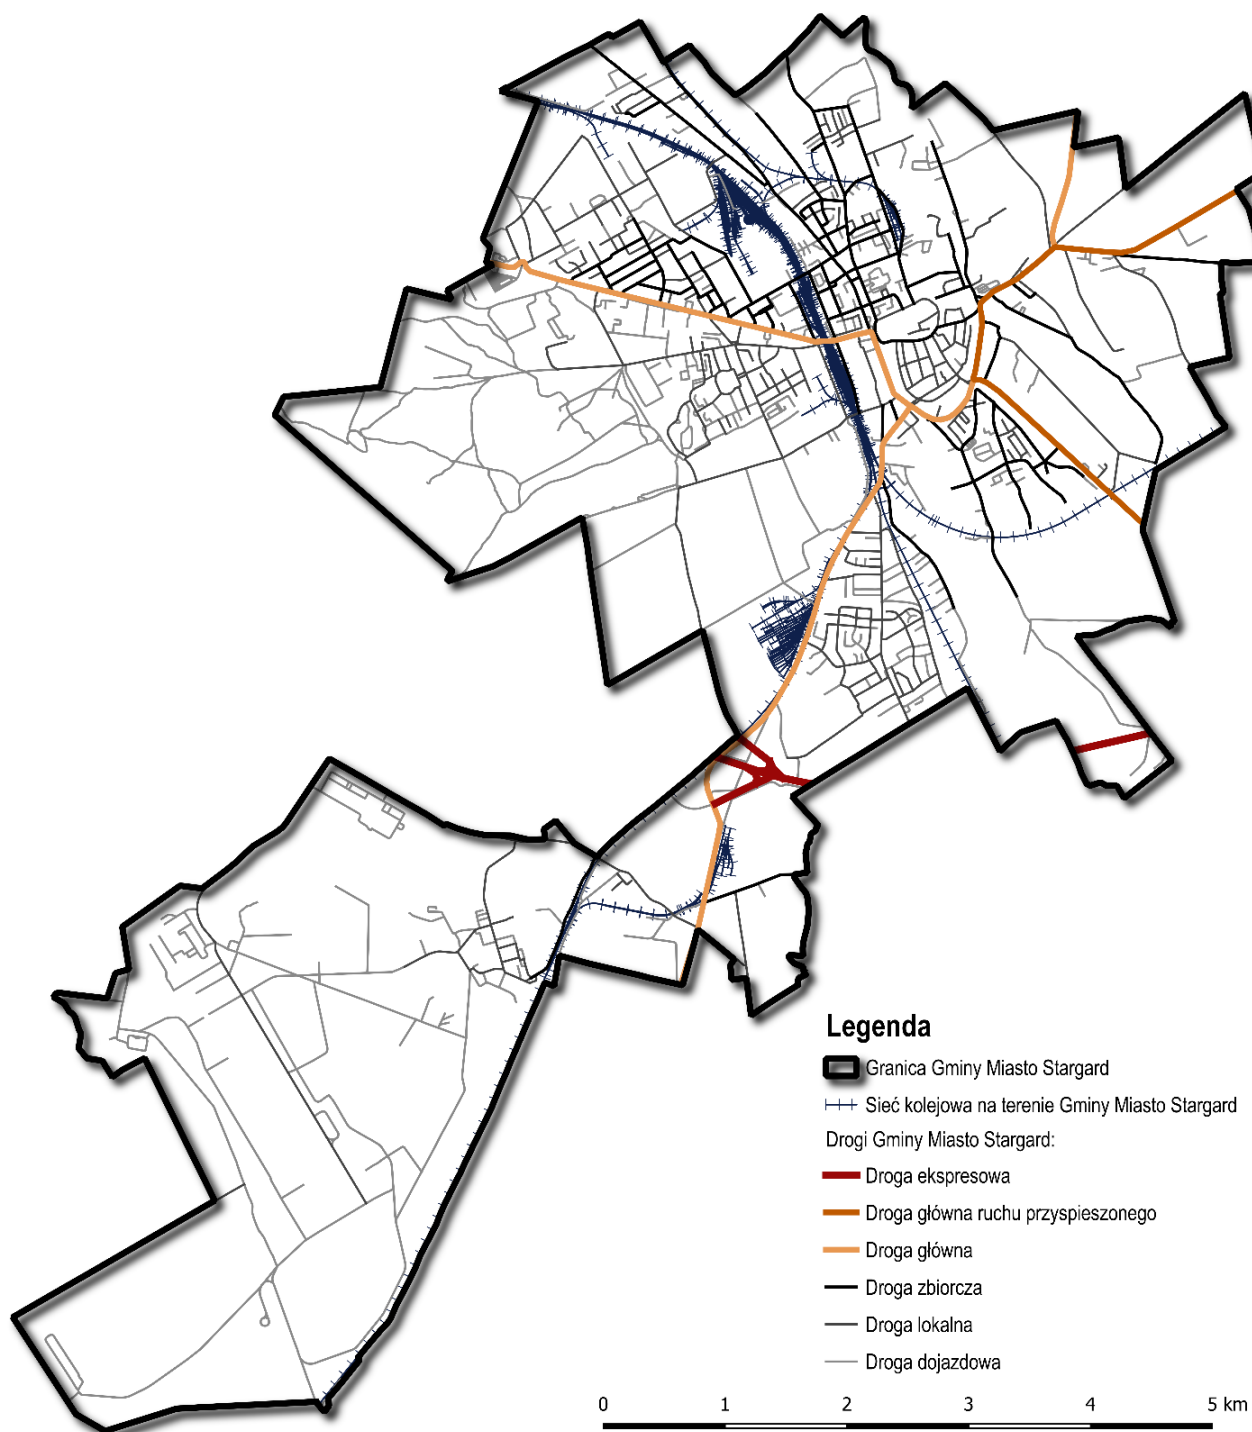 Legenda
Granica Gminy Miasto Stargard
Sieć kolejowa na terenie Gminy Miasto Stargard
Drogi Gminy Miasto Stargard:
Droga ekspresowa
Droga główna ruchu przyspieszonego
Droga główna
Droga zbiorcza
Droga lokalna
Droga dojazdowa
0 1 2 3 4 5 km